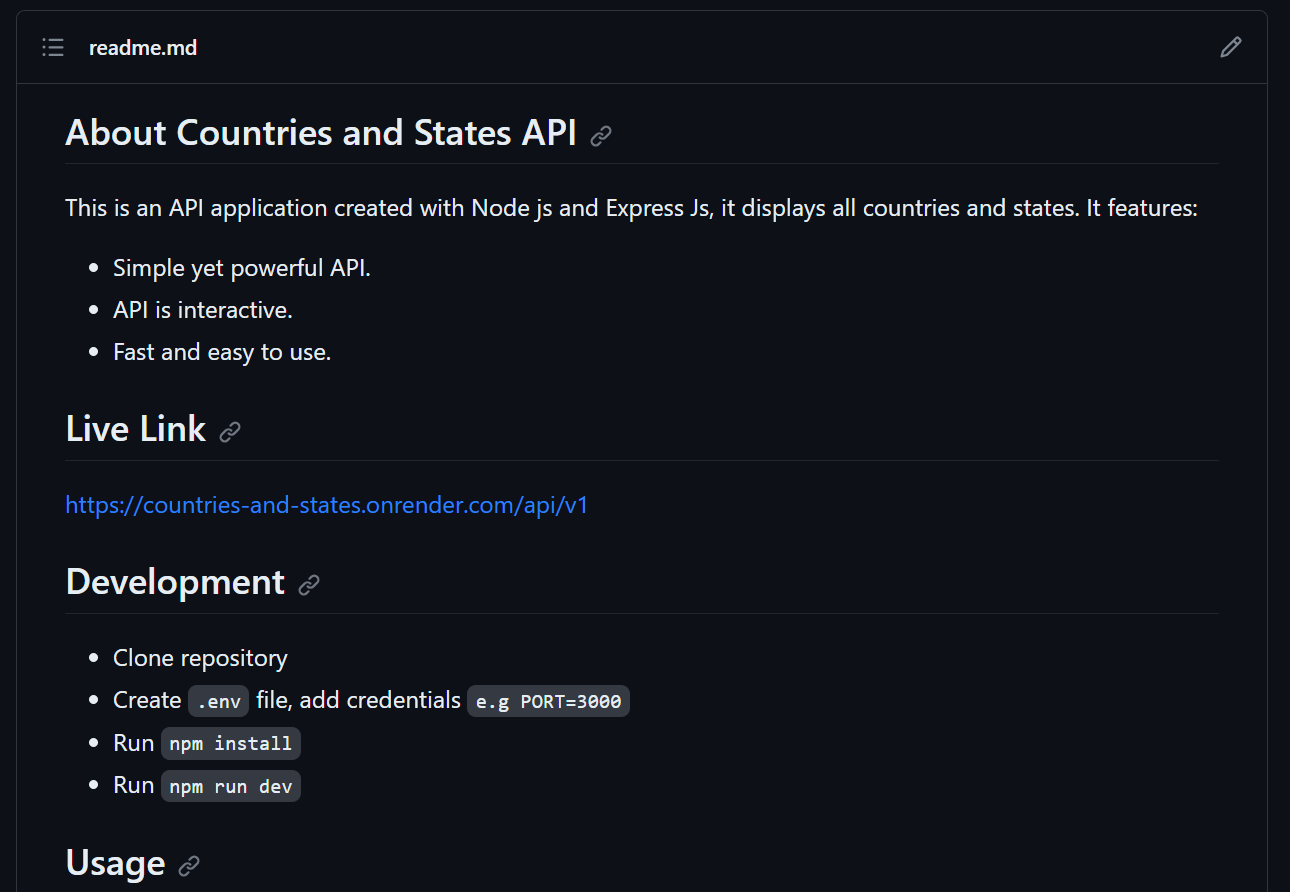 readme.md
About Countries and States API
This is an API application created with Node js and Express Js, it displays all countries and states. It features:
Simple yet powerful API.
API is interactive.
Fast and easy to use.
Live Link
https://countries-and-states.onrender.com/api/v1
Development
Clone repository
Create .env file, add credentials e.g PORT=3000
Run npm install
Run npm run dev
Usage